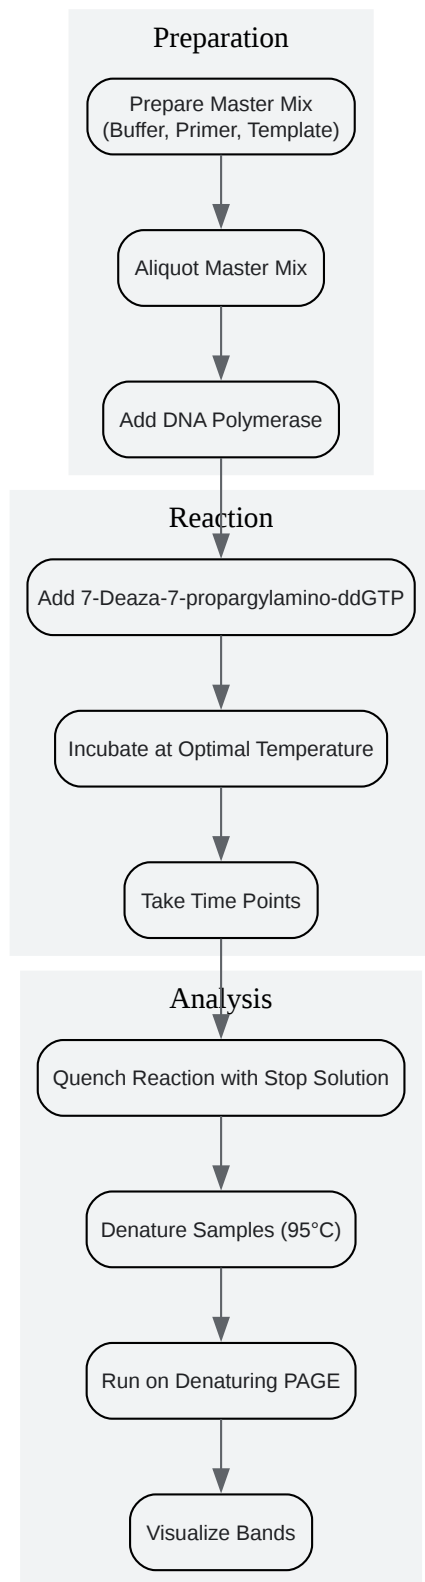 Preparation
Prepare Master Mix
(Buffer, Primer, Template)
Aliquot Master Mix
Add DNA Polymerase
Reaction
Add 7-Deaza-7-propargylamino-ddGTP
Incubate at Optimal Temperature
Take Time Points
Analysis
Quench Reaction with Stop Solution
Denature Samples (95°C)
Run on Denaturing PAGE
Visualize Bands